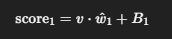 score₁ = v · ŵ₁ + B₁